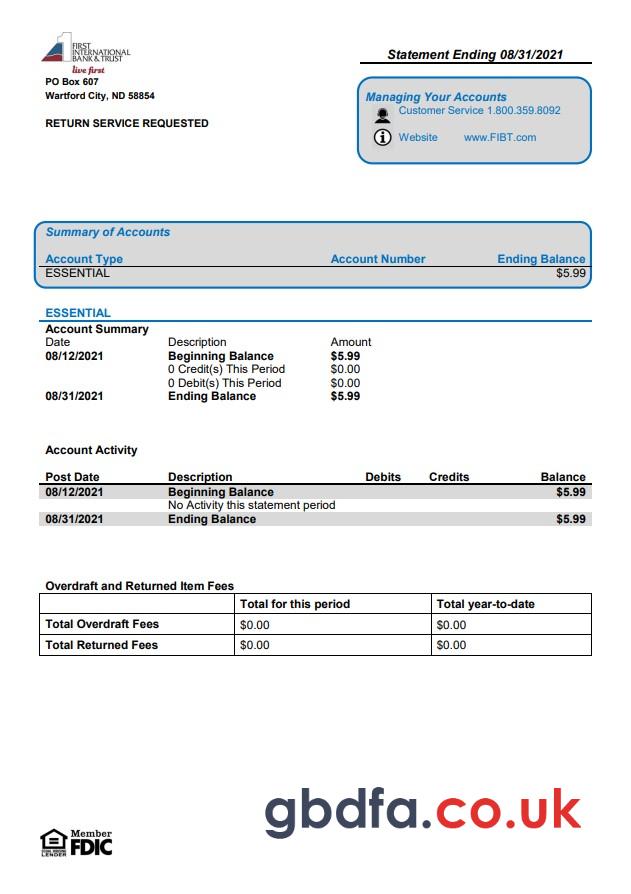 FIRST
INTERNATIONAL
BANK & TRUST
live first
PO Box 607
Wartford City, ND 58854
RETURN SERVICE REQUESTED
Statement Ending 08/31/2021
Managing Your Accounts
Customer Service 1.800.359.8092
Website www.FIBT.com
Summary of Accounts
Account Type Account Number Ending Balance
ESSENTIAL $5.99
ESSENTIAL
Account Summary
Date Description Amount
08/12/2021 Beginning Balance $5.99
0 Credit(s) This Period $0.00
0 Debit(s) This Period $0.00
08/31/2021 Ending Balance $5.99
Account Activity
Post Date Description Debits Credits Balance
08/12/2021 Beginning Balance $5.99
No Activity this statement period
08/31/2021 Ending Balance $5.99
Overdraft and Returned Item Fees
Total for this period Total year-to-date
Total Overdraft Fees $0.00 $0.00
Total Returned Fees $0.00 $0.00
gbdfa.co.uk
Member
FDIC
LENDER